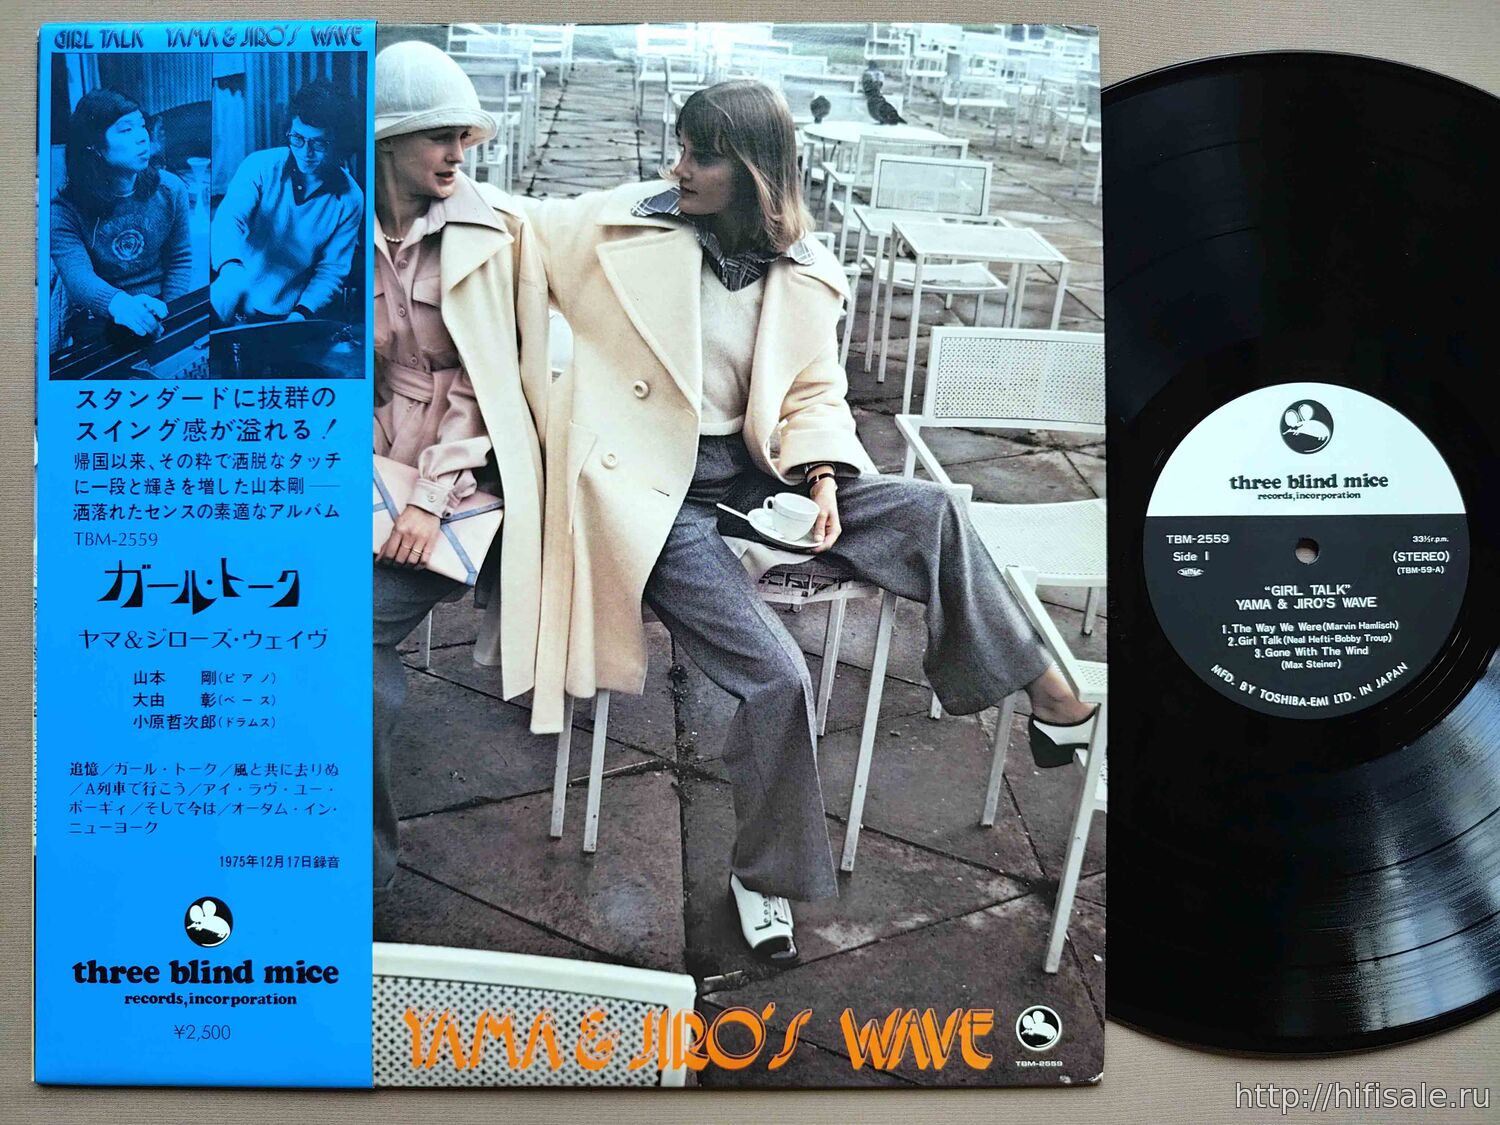 GIRL TALK YAMA & JIRO'S WAVE
スタンダードに抜群の
スイング感が溢れる!
帰国以来、その粋で洒脱なタッチ
に一段と輝きを増した山本剛──
洒落れたセンスの素適なアルバム
TBM-2559
ガール・トーク
ヤマ&ジローズ・ウェイヴ
山本 剛(ピアノ)
大由 彰(ベース)
小原哲次郎(ドラムス)
追憶/ガール・トーク/風と共に去りぬ
/A列車で行こう/アイ・ラヴ・ユー・
ポーギィ/そして今は/オータム・イン・
ニューヨーク
1975年12月17日録音
three blind mice
records, incorporation
¥2,500
YAMA & JIRO'S WAVE
TBM-2559
three blind mice
records, incorporation
TBM-2559
Side 1
33⅓r.p.m.
(STEREO)
(TBM-59-A)
"GIRL TALK"
YAMA & JIRO'S WAVE
1. The Way We Were (Marvin Hamlisch)
2. Girl Talk (Neal Hefti-Bobby Troup)
3. Gone With The Wind
(Max Steiner)
MFD. BY TOSHIBA-EMI LTD. IN JAPAN
http://hifisale.ru